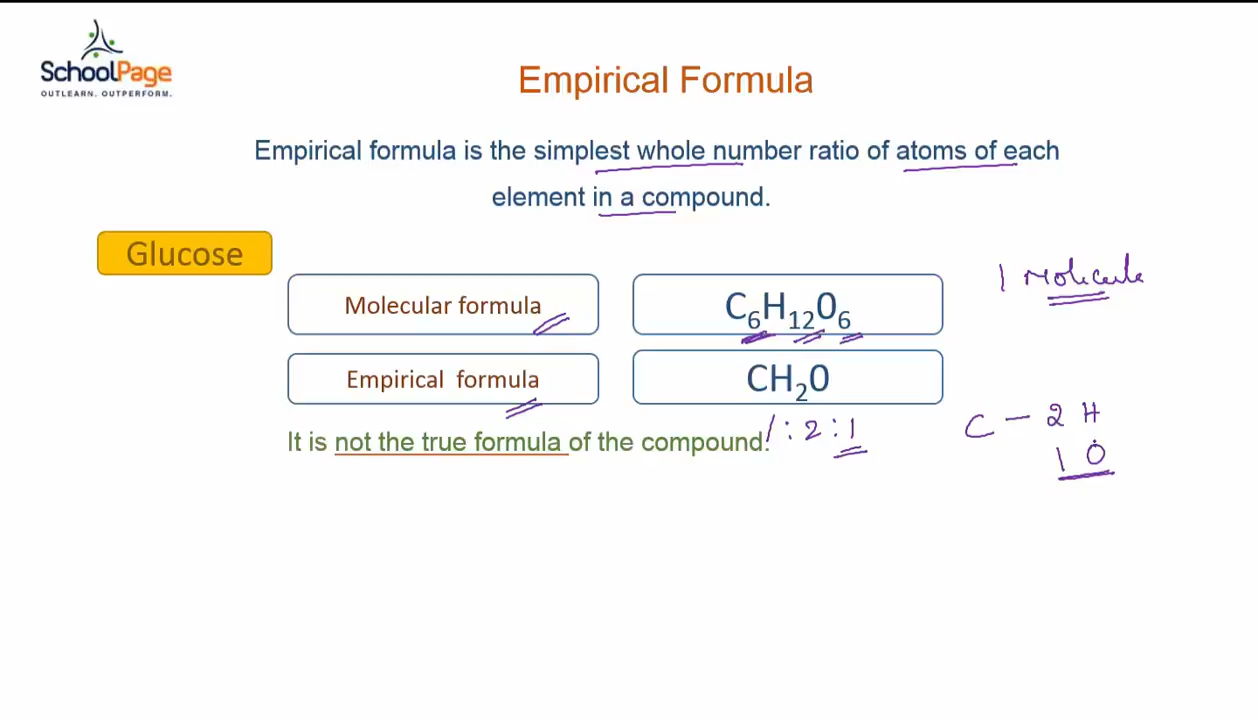 SchoolPage
OUTLEARN. OUTPERFORM.
Empirical Formula
Empirical formula is the simplest whole number ratio of atoms of each
element in a compound.
Glucose
Molecular formula
C₆H₁₂O₆
1 Molecule
Empirical formula
CH₂O
It is not the true formula of the compound.
1 : 2 : 1
C – 2 H
1 O